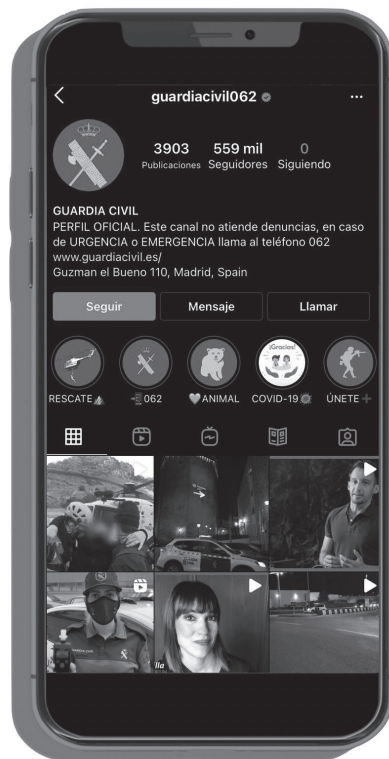 guardiacivil062
3903 559 mil 0
Publicaciones Seguidores Siguiendo
GUARDIA CIVIL
PERFIL OFICIAL. Este canal no atiende denuncias, en caso
de URGENCIA o EMERGENCIA llama al teléfono 062
www.guardiacivil.es/
Guzman el Bueno 110, Madrid, Spain
Seguir Mensaje Llamar
¡Gracias!
RESCATE 062 ANIMAL COVID-19 ÚNETE
lla